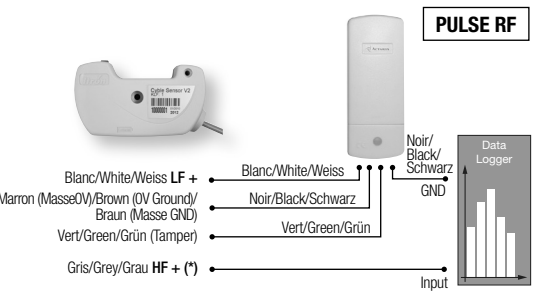 PULSE RF
Cyble Sensor V2
Noir/
Black/
Schwarz
Data
Logger
Blanc/White/Weiss LF +
Blanc/White/Weiss
GND
Marron (Masse0V)/Brown (0V Ground)/
Braun (Masse GND)
Noir/Black/Schwarz
Vert/Green/Grün (Tamper)
Vert/Green/Grün
Gris/Grey/Grau HF + (*)
Input